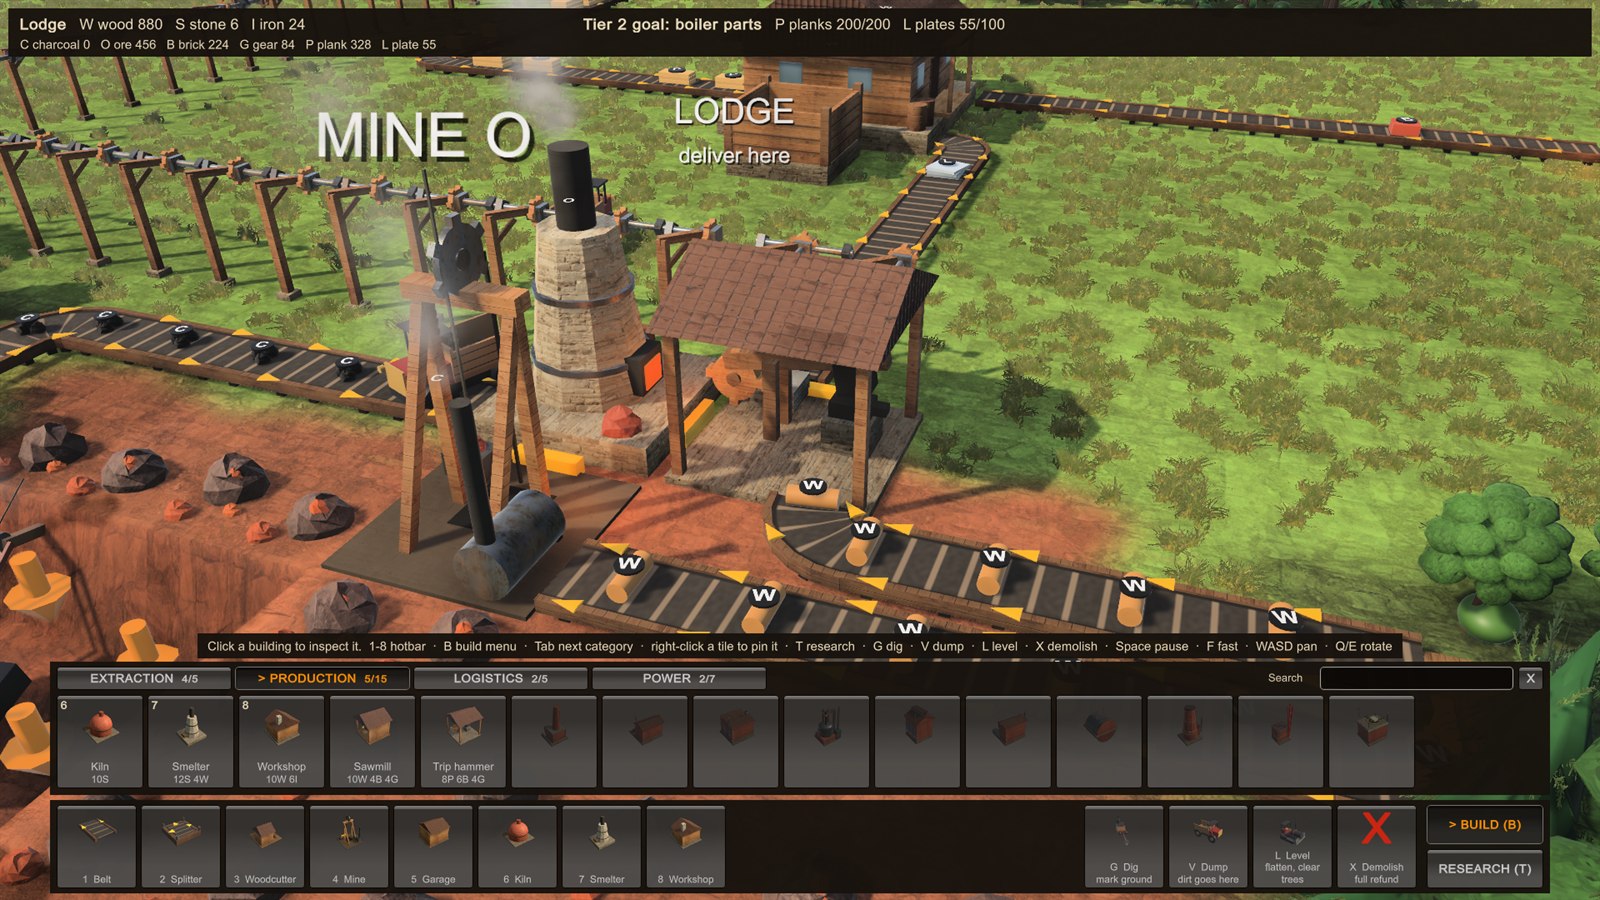 Lodge W wood 880 S stone 6 I iron 24
C charcoal 0 O ore 456 B brick 224 G gear 84 P plank 328 L plate 55
Tier 2 goal: boiler parts P planks 200/200 L plates 55/100
MINE O
LODGE
deliver here
C
C
C
C
C
C
O
L
W
W
W
W
W
W
W
W
Click a building to inspect it. 1-8 hotbar · B build menu · Tab next category · right-click a tile to pin it · T research · G dig · V dump · L level · X demolish · Space pause · F fast · WASD pan · Q/E rotate
EXTRACTION 4/5
> PRODUCTION 5/15
LOGISTICS 2/5
POWER 2/7
Search
X
6
Kiln
10S
7
Smelter
12S 4W
8
Workshop
10W 6I
Sawmill
10W 4B 4G
Trip hammer
8P 6B 4G
1 Belt
2 Splitter
3 Woodcutter
4 Mine
5 Garage
6 Kiln
7 Smelter
8 Workshop
G Dig
mark ground
V Dump
dirt goes here
L Level
flatten, clear
trees
X Demolish
full refund
> BUILD (B)
RESEARCH (T)